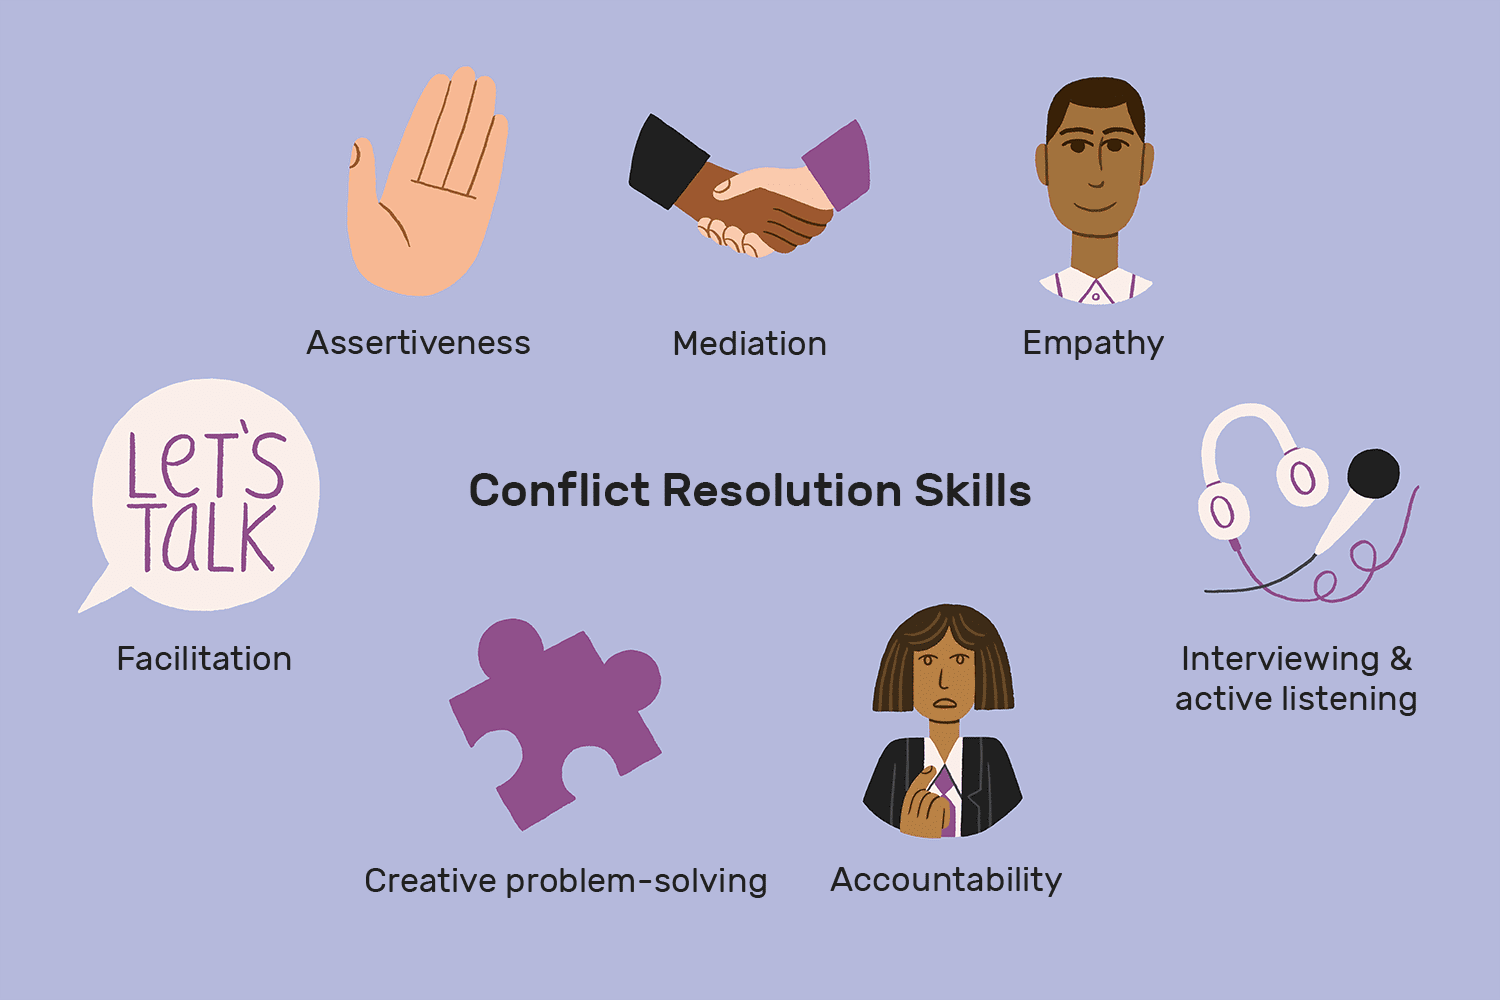 Assertiveness
Mediation
Empathy
LET'S
TALK
Facilitation
Conflict Resolution Skills
Interviewing &
active listening
Creative problem-solving
Accountability